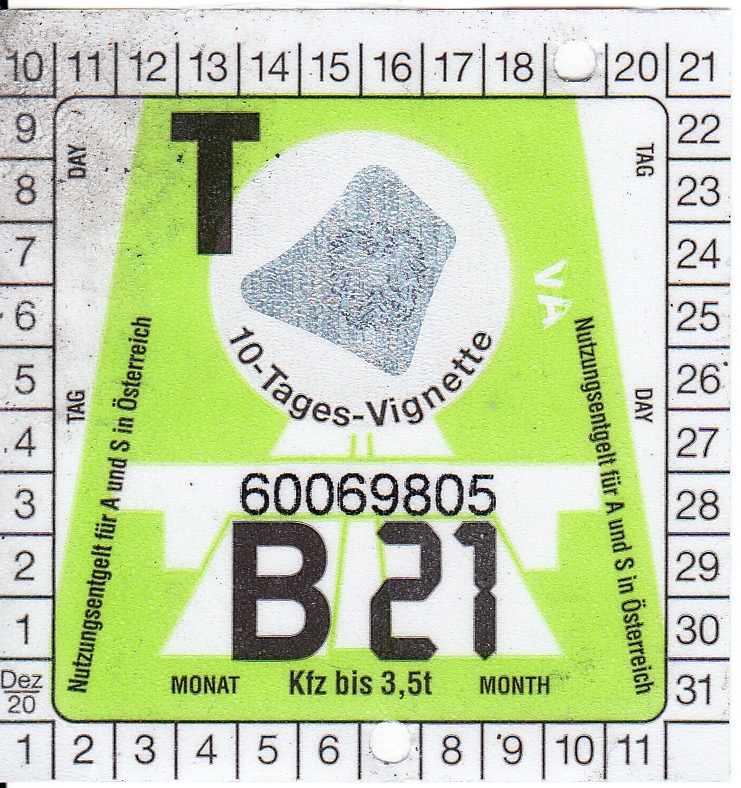 10 11 12 13 14 15 16 17 18 20 21
9 22
8 23
7 24
6 25
5 26
4 27
3 28
2 29
1 30
Dez 20 31
1 2 3 4 5 6 8 9 10 11
DAY
TAG
T
VA
10-Tages-Vignette
Nutzungsentgelt für A und S in Österreich
Nutzungsentgelt für A und S in Österreich
TAG
DAY
60069805
B 21
MONAT Kfz bis 3,5t MONTH